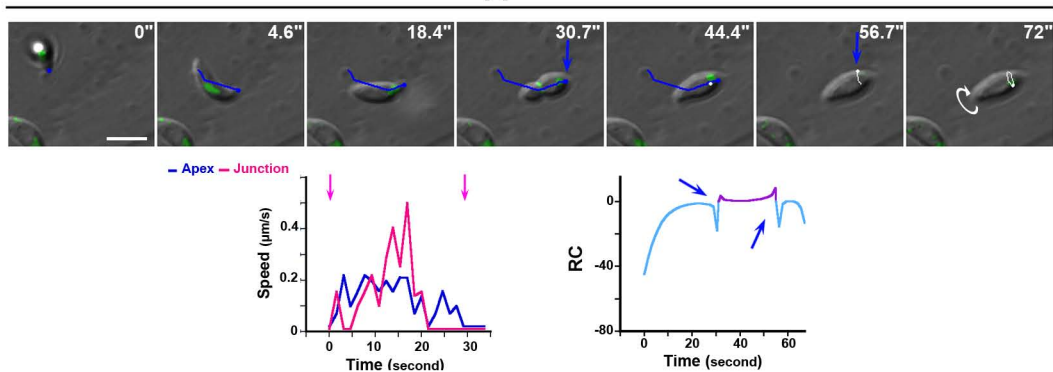 0" 4.6" 18.4" 30.7" 44.4" 56.7" 72"
Apex Junction
Speed (µm/s)
0.4
0.2
0
0 10 20 30
Time (second)
RC
0
-40
-80
0 20 40 60
Time (second)